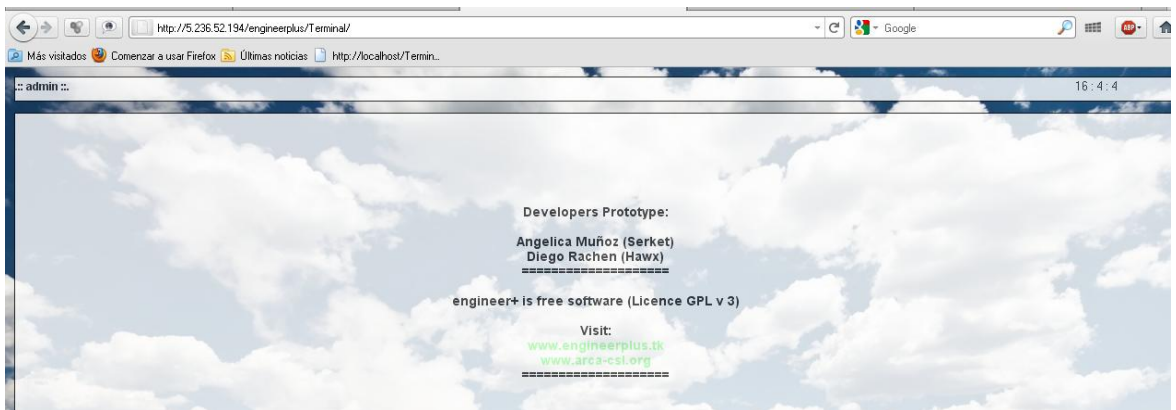 http://5.236.52.194/engineerplus/Terminal/
Google
ABP
Más visitados Comenzar a usar Firefox Últimas noticias http://localhost/Termin...
.:: admin ::.
16 : 4 : 4
Developers Prototype:
Angelica Muñoz (Serket)
Diego Rachen (Hawx)
=====================
engineer+ is free software (Licence GPL v 3)
Visit:
www.engineerplus.tk
www.arca-csl.org
=====================